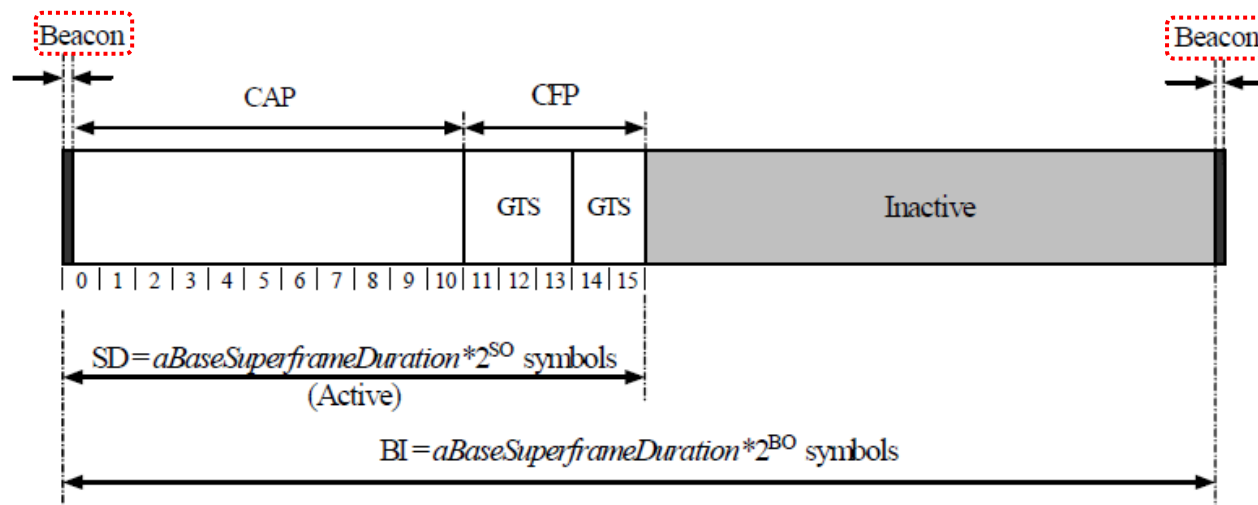 Beacon Beacon
CAP CFP
GTS GTS Inactive
0 1 2 3 4 5 6 7 8 9 10 11 12 13 14 15
SD = aBaseSuperframeDuration*2^SO symbols
(Active)
BI = aBaseSuperframeDuration*2^BO symbols